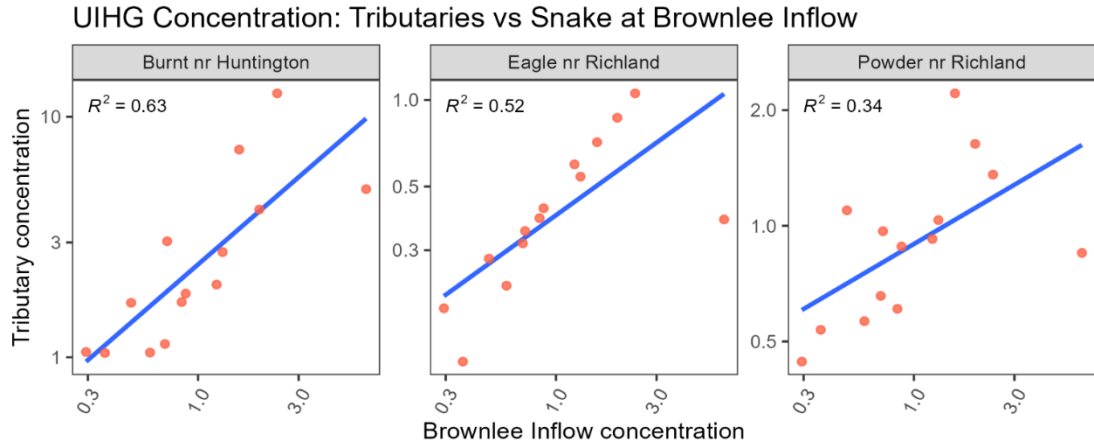 UIHG Concentration: Tributaries vs Snake at Brownlee Inflow
Burnt nr Huntington
Eagle nr Richland
Powder nr Richland
R² = 0.63
R² = 0.52
R² = 0.34
Tributary concentration
10
3
1
1.0
0.5
0.3
2.0
1.0
0.5
0.3 1.0 3.0
0.3 1.0 3.0
0.3 1.0 3.0
Brownlee Inflow concentration